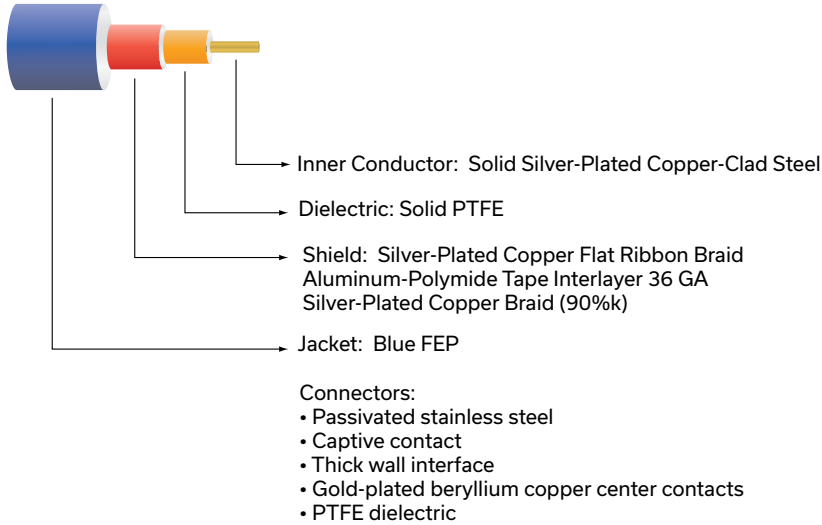 Inner Conductor: Solid Silver-Plated Copper-Clad Steel
Dielectric: Solid PTFE
Shield: Silver-Plated Copper Flat Ribbon Braid
Aluminum-Polymide Tape Interlayer 36 GA
Silver-Plated Copper Braid (90%k)
Jacket: Blue FEP
Connectors:
• Passivated stainless steel
• Captive contact
• Thick wall interface
• Gold-plated beryllium copper center contacts
• PTFE dielectric